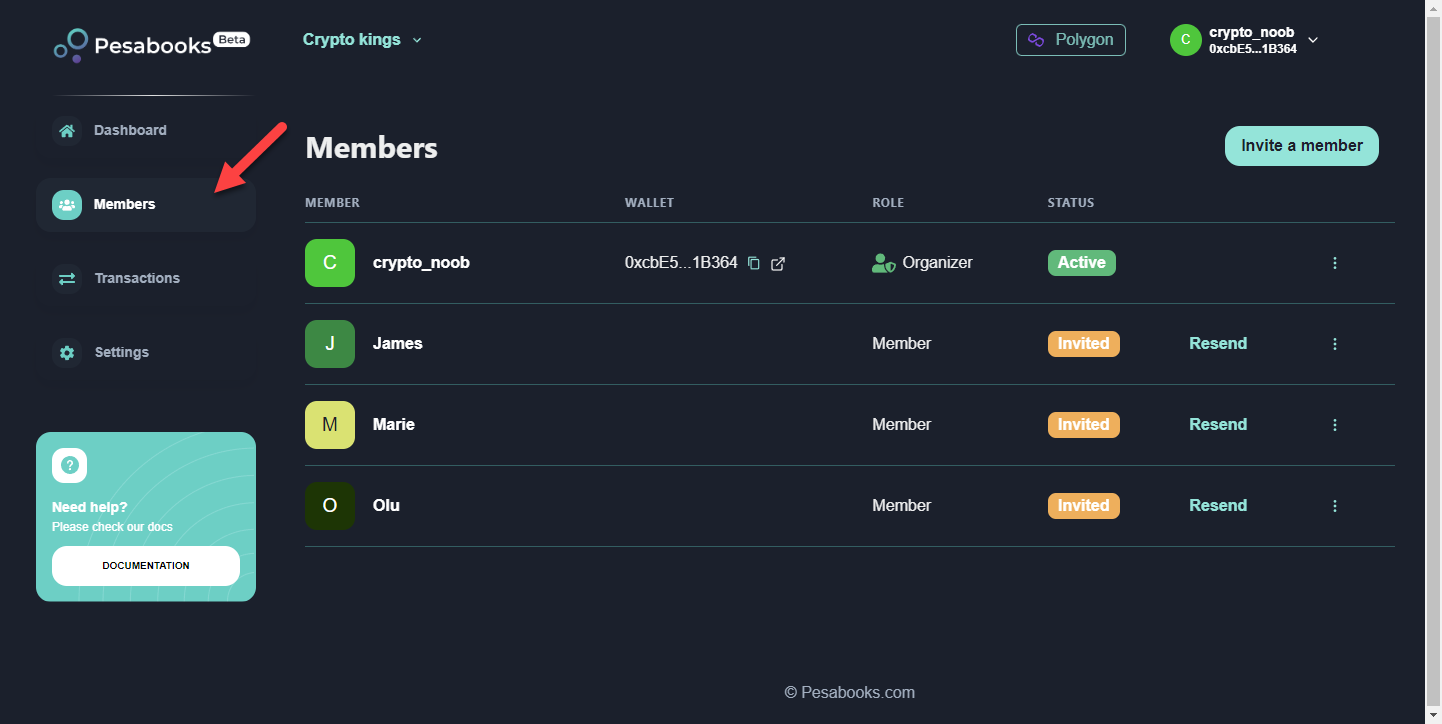 Pesabooks Beta
Crypto kings
Polygon
C
crypto_noob
0xcbE5...1B364
Dashboard
Members
Transactions
Settings
?
Need help?
Please check our docs
DOCUMENTATION
Members
Invite a member
MEMBER WALLET ROLE STATUS
C crypto_noob 0xcbE5...1B364 Organizer Active
J James Member Invited Resend
M Marie Member Invited Resend
O Olu Member Invited Resend
© Pesabooks.com